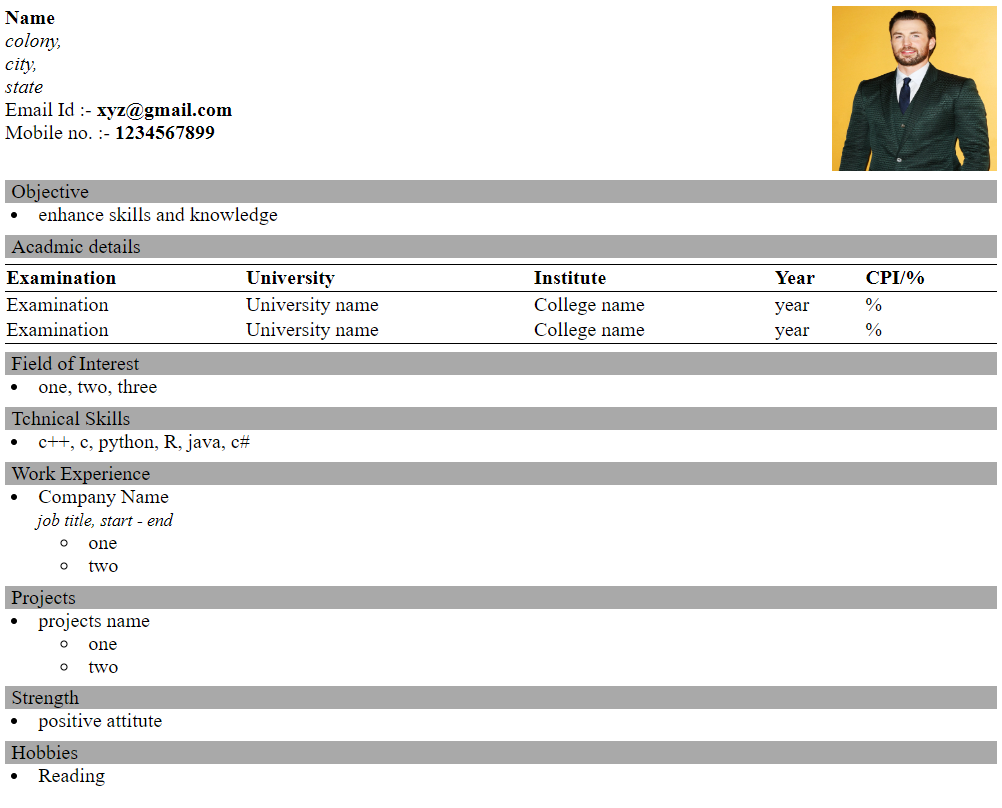 Name
colony,
city,
state
Email Id :- xyz@gmail.com
Mobile no. :- 1234567899
Objective
• enhance skills and knowledge
Acadmic details
Examination University Institute Year CPI/%
Examination University name College name year %
Examination University name College name year %
Field of Interest
• one, two, three
Tchnical Skills
• c++, c, python, R, java, c#
Work Experience
• Company Name
job title, start - end
○ one
○ two
Projects
• projects name
○ one
○ two
Strength
• positive attitute
Hobbies
• Reading